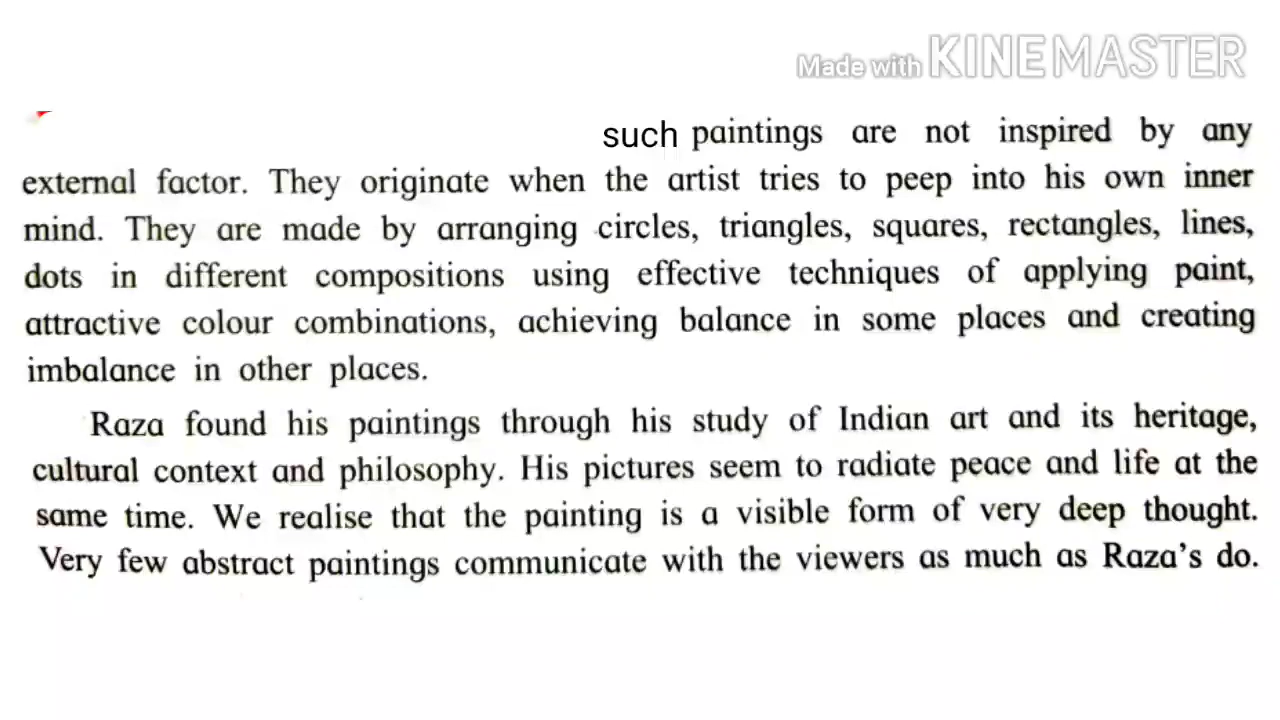 Made with KINEMASTER
such paintings are not inspired by any
external factor. They originate when the artist tries to peep into his own inner
mind. They are made by arranging circles, triangles, squares, rectangles, lines,
dots in different compositions using effective techniques of applying paint,
attractive colour combinations, achieving balance in some places and creating
imbalance in other places.
Raza found his paintings through his study of Indian art and its heritage,
cultural context and philosophy. His pictures seem to radiate peace and life at the
same time. We realise that the painting is a visible form of very deep thought.
Very few abstract paintings communicate with the viewers as much as Raza's do.